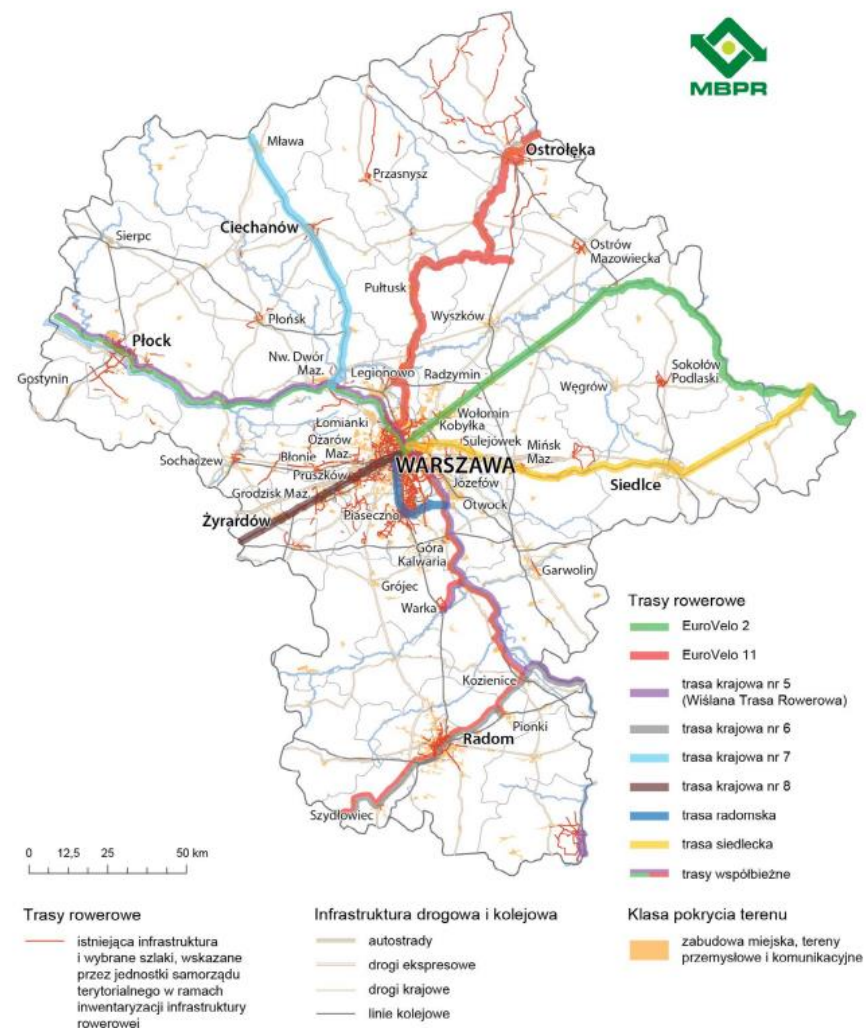 MBPR
Mława
Ostrołęka
Przasnysz
Ciechanów
Sierpc
Ostrów
Mazowiecka
Pułtusk
Płońsk
Wyszków
Płock
Nw. Dwór
Maz.
Legionowo
Radzymin
Sokołów
Podlaski
Gostynin
Węgrów
Łomianki
Wołomin
Kobyłka
Ożarów
Maz.
Sulejówek
Mińsk
Maz.
Sochaczew
Błonie
WARSZAWA
Pruszków
Siedlce
Józefów
Grodzisk Maz.
Otwock
Żyrardów
Piaseczno
Góra
Kalwaria
Garwolin
Grójec
Warka
Kozienice
Pionki
Radom
Szydłowiec
Trasy rowerowe
EuroVelo 2
EuroVelo 11
trasa krajowa nr 5
(Wiślana Trasa Rowerowa)
trasa krajowa nr 6
trasa krajowa nr 7
trasa krajowa nr 8
trasa radomska
trasa siedlecka
trasy współbieżne
0 12,5 25 50 km
Trasy rowerowe
istniejąca infrastruktura
i wybrane szlaki, wskazane
przez jednostki samorządu
terytorialnego w ramach
inwentaryzacji infrastruktury
rowerowej
Infrastruktura drogowa i kolejowa
autostrady
drogi ekspresowe
drogi krajowe
linie kolejowe
Klasa pokrycia terenu
zabudowa miejska, tereny
przemysłowe i komunikacyjne